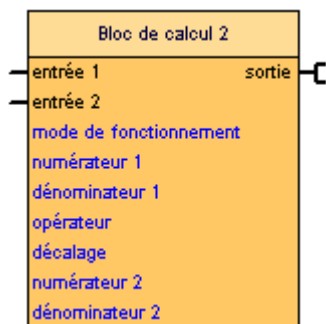 Bloc de calcul 2
entrée 1 sortie
entrée 2
mode de fonctionnement
numérateur 1
dénominateur 1
opérateur
décalage
numérateur 2
dénominateur 2